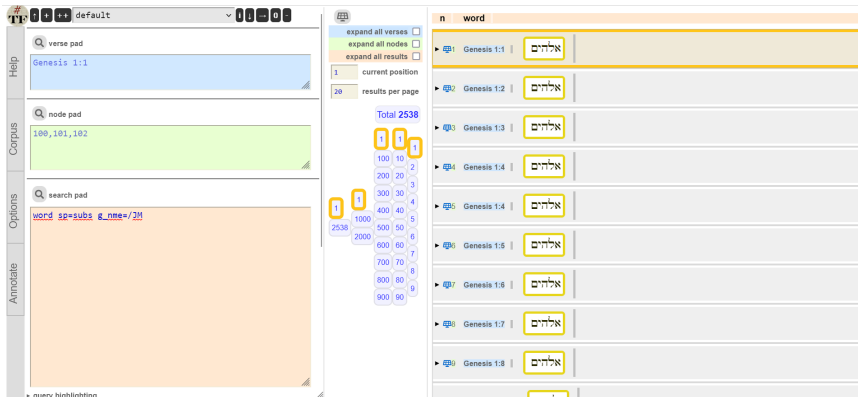 #
TF ↑ + ++ default i ↓ → 0 -
Help
Corpus
Options
Annotate
verse pad
Genesis 1:1
node pad
100,101,102
search pad
word sp=subs g_nme=/JM
query highlighting
expand all verses
expand all nodes
expand all results
1 current position
20 results per page
Total 2538
1 1 1
100 10 2
200 20 3
300 30 4
1 1 400 40 5
2538 1000 500 50 6
2000 600 60 7
700 70 8
800 80 9
900 90
n word
1 Genesis 1:1 אלהים
2 Genesis 1:2 אלהים
3 Genesis 1:3 אלהים
4 Genesis 1:4 אלהים
5 Genesis 1:4 אלהים
6 Genesis 1:5 אלהים
7 Genesis 1:6 אלהים
8 Genesis 1:7 אלהים
9 Genesis 1:8 אלהים